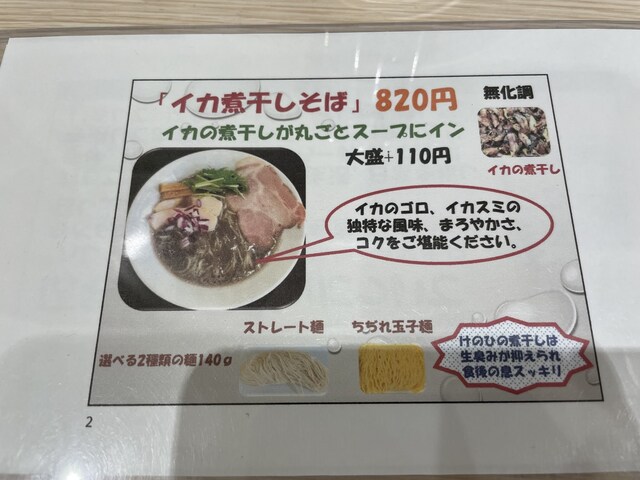 「イカ煮干しそば」 820円
無化調
イカの煮干しが丸ごとスープにイン
大盛+110円
イカの煮干し
イカのゴロ、イカスミの
独特な風味、まろやかさ、
コクをご堪能ください。
ストレート麺
ちぢれ玉子麺
選べる2種類の麺140g
けのひの煮干しは
生臭みが抑えられ
食後の息スッキリ
2